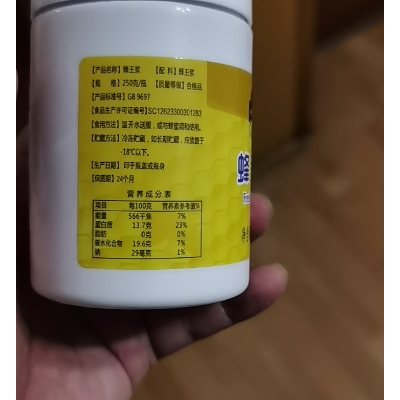 【产品名称】蜂王浆 【配 料】蜂王浆
【规 格】250克/瓶 【质量等级】合格品
【产品标准号】GB 9697
【食品生产许可证编号】SC12623300301283
【食用方法】温开水送服，或与蜂蜜调和使用。
【贮藏方法】冷冻贮藏，如长期贮藏，应放置于
-18℃以下。
【生产日期】印于瓶盖或瓶身
【保质期】24个月
营养成分表
项目 每100克 营养素参考值%
能量 566千焦 7%
蛋白质 13.7克 23%
脂肪 0克 0%
碳水化合物 19.6克 7%
钠 29毫克 1%
蜂
净